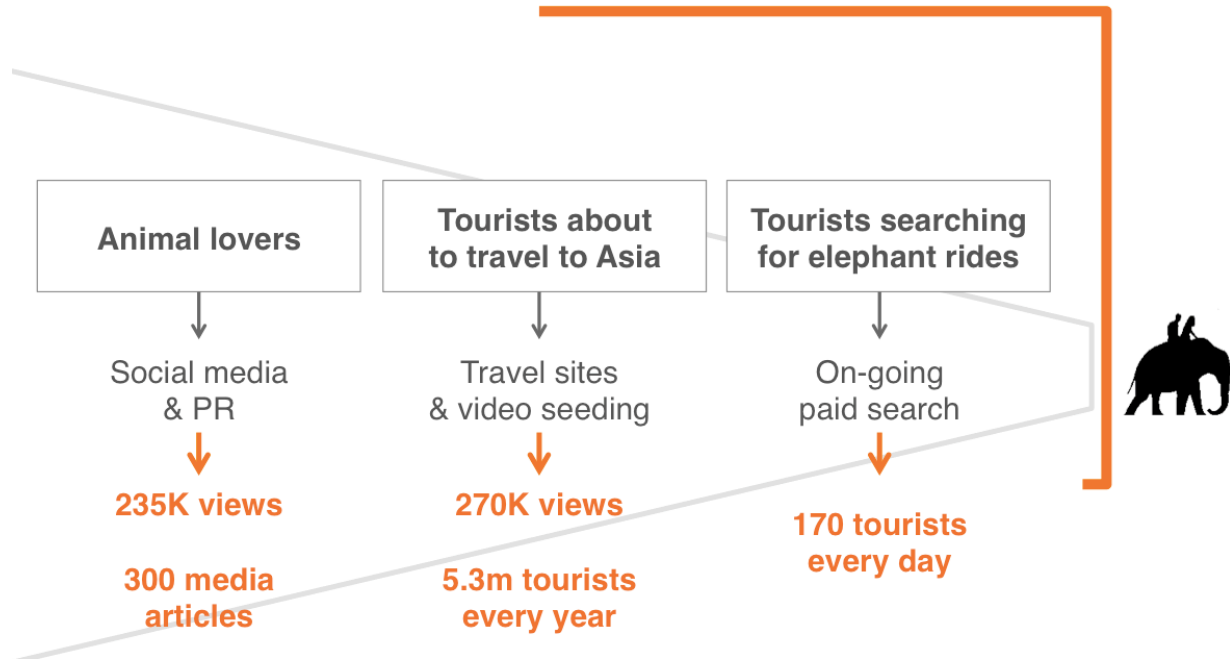 Animal lovers
Social media
& PR
235K views
300 media
articles
Tourists about
to travel to Asia
Travel sites
& video seeding
270K views
5.3m tourists
every year
Tourists searching
for elephant rides
On-going
paid search
170 tourists
every day